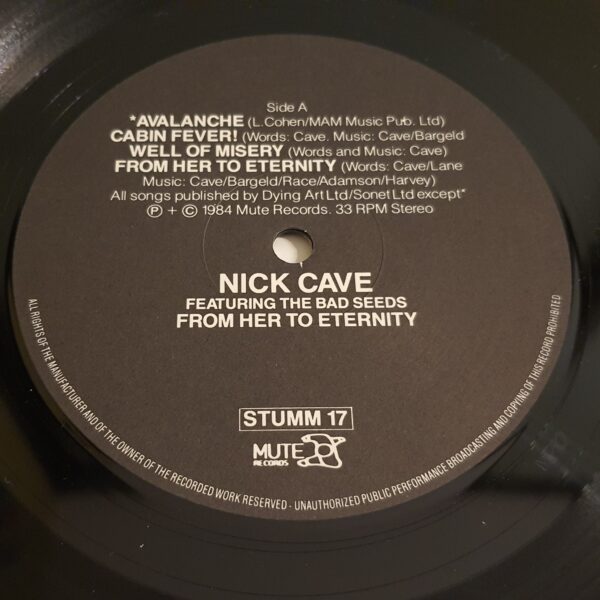 Side A
*AVALANCHE (L.Cohen/MAM Music Pub. Ltd)
CABIN FEVER! (Words: Cave. Music: Cave/Bargeld
WELL OF MISERY (Words and Music: Cave)
FROM HER TO ETERNITY (Words: Cave/Lane
Music: Cave/Bargeld/Race/Adamson/Harvey)
All songs published by Dying Art Ltd/Sonet Ltd except*
Ⓟ + © 1984 Mute Records. 33 RPM Stereo
NICK CAVE
FEATURING THE BAD SEEDS
FROM HER TO ETERNITY
STUMM 17
MUTE
RECORDS
ALL RIGHTS OF THE MANUFACTURER AND OF THE OWNER OF THE RECORDED WORK RESERVED - UNAUTHORIZED PUBLIC PERFORMANCE BROADCASTING AND COPYING OF THIS RECORD PROHIBITED